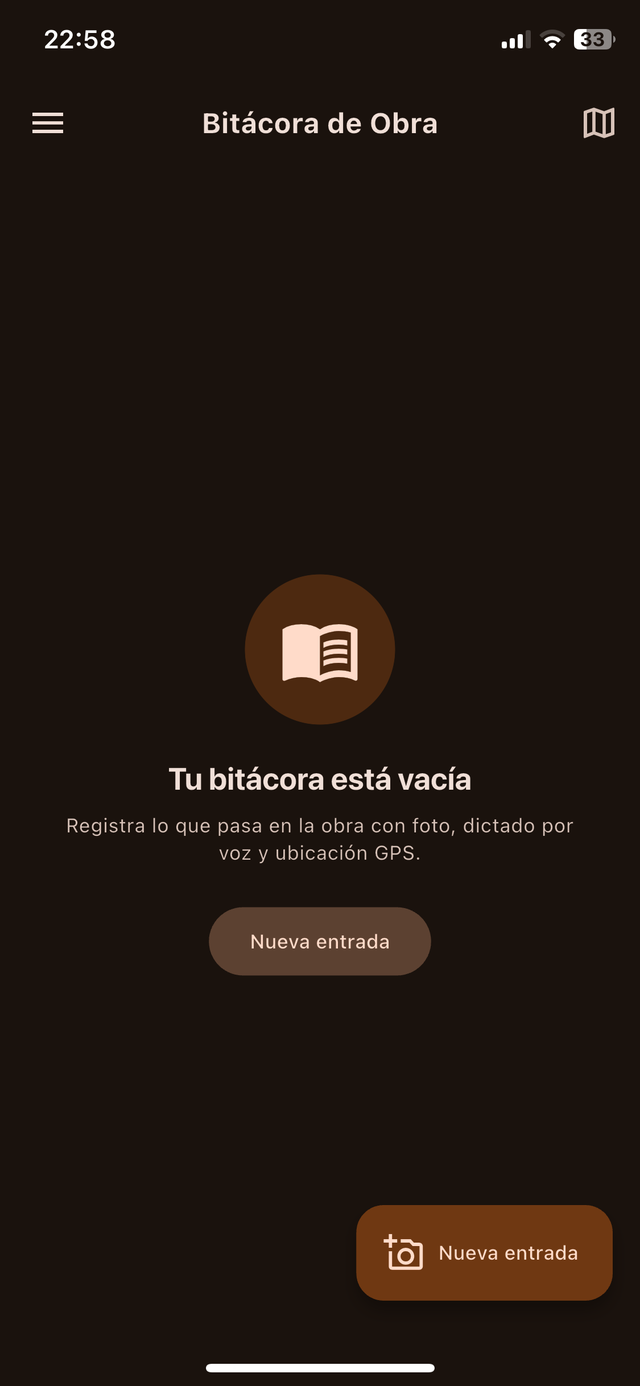 22:58
33
Bitácora de Obra
Tu bitácora está vacía
Registra lo que pasa en la obra con foto, dictado por
voz y ubicación GPS.
Nueva entrada
Nueva entrada